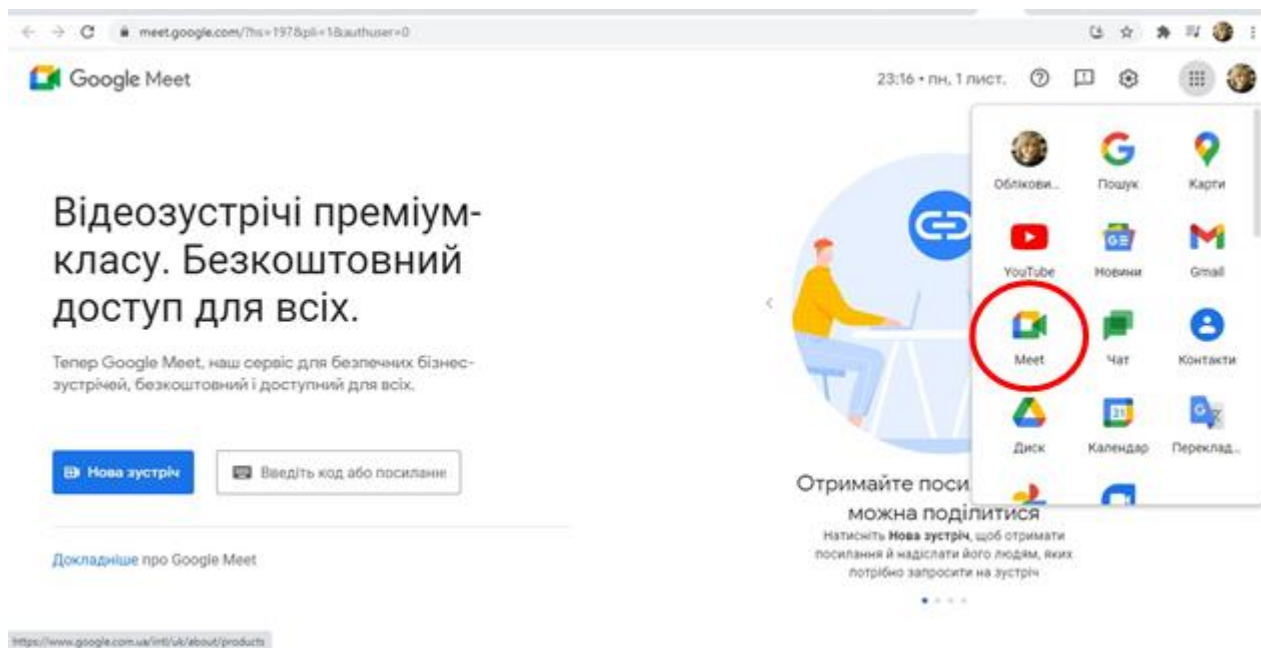 meet.google.com/?hs=197&pli=1&authuser=0
Google Meet
23:16 • пн, 1 лист.
Облікови...
Пошук
Карти
YouTube
Новини
Gmail
Meet
Чат
Контакти
Диск
31
Календар
Переклад...
Відеозустрічі преміум-
класу. Безкоштовний
доступ для всіх.
Тепер Google Meet, наш сервіс для безпечних бізнес-
зустрічей, безкоштовний і доступний для всіх.
Нова зустріч
Введіть код або посиланн
Докладніше про Google Meet
Отримайте поси
можна поділитися
Натисніть Нова зустріч, щоб отримати
посилання й надіслати його людям, яких
потрібно запросити на зустріч
https://www.google.com.ua/intl/uk/about/products